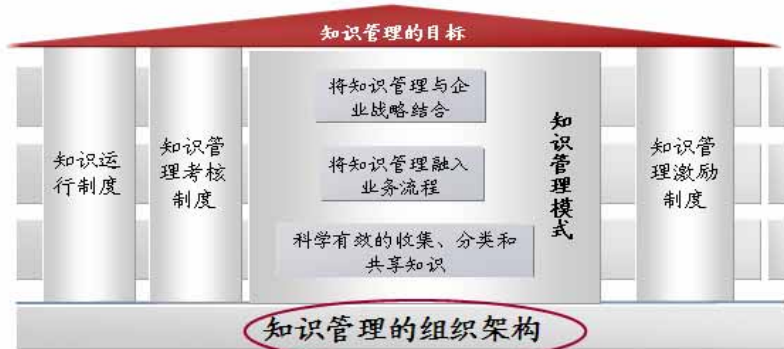 知识管理的目标
知识运
行制度
知识管
理考核
制度
将知识管理与企
业战略结合
将知识管理融入
业务流程
科学有效的收集、分类和
共享知识
知识管理模式
知识管
理激励
制度
知识管理的组织架构